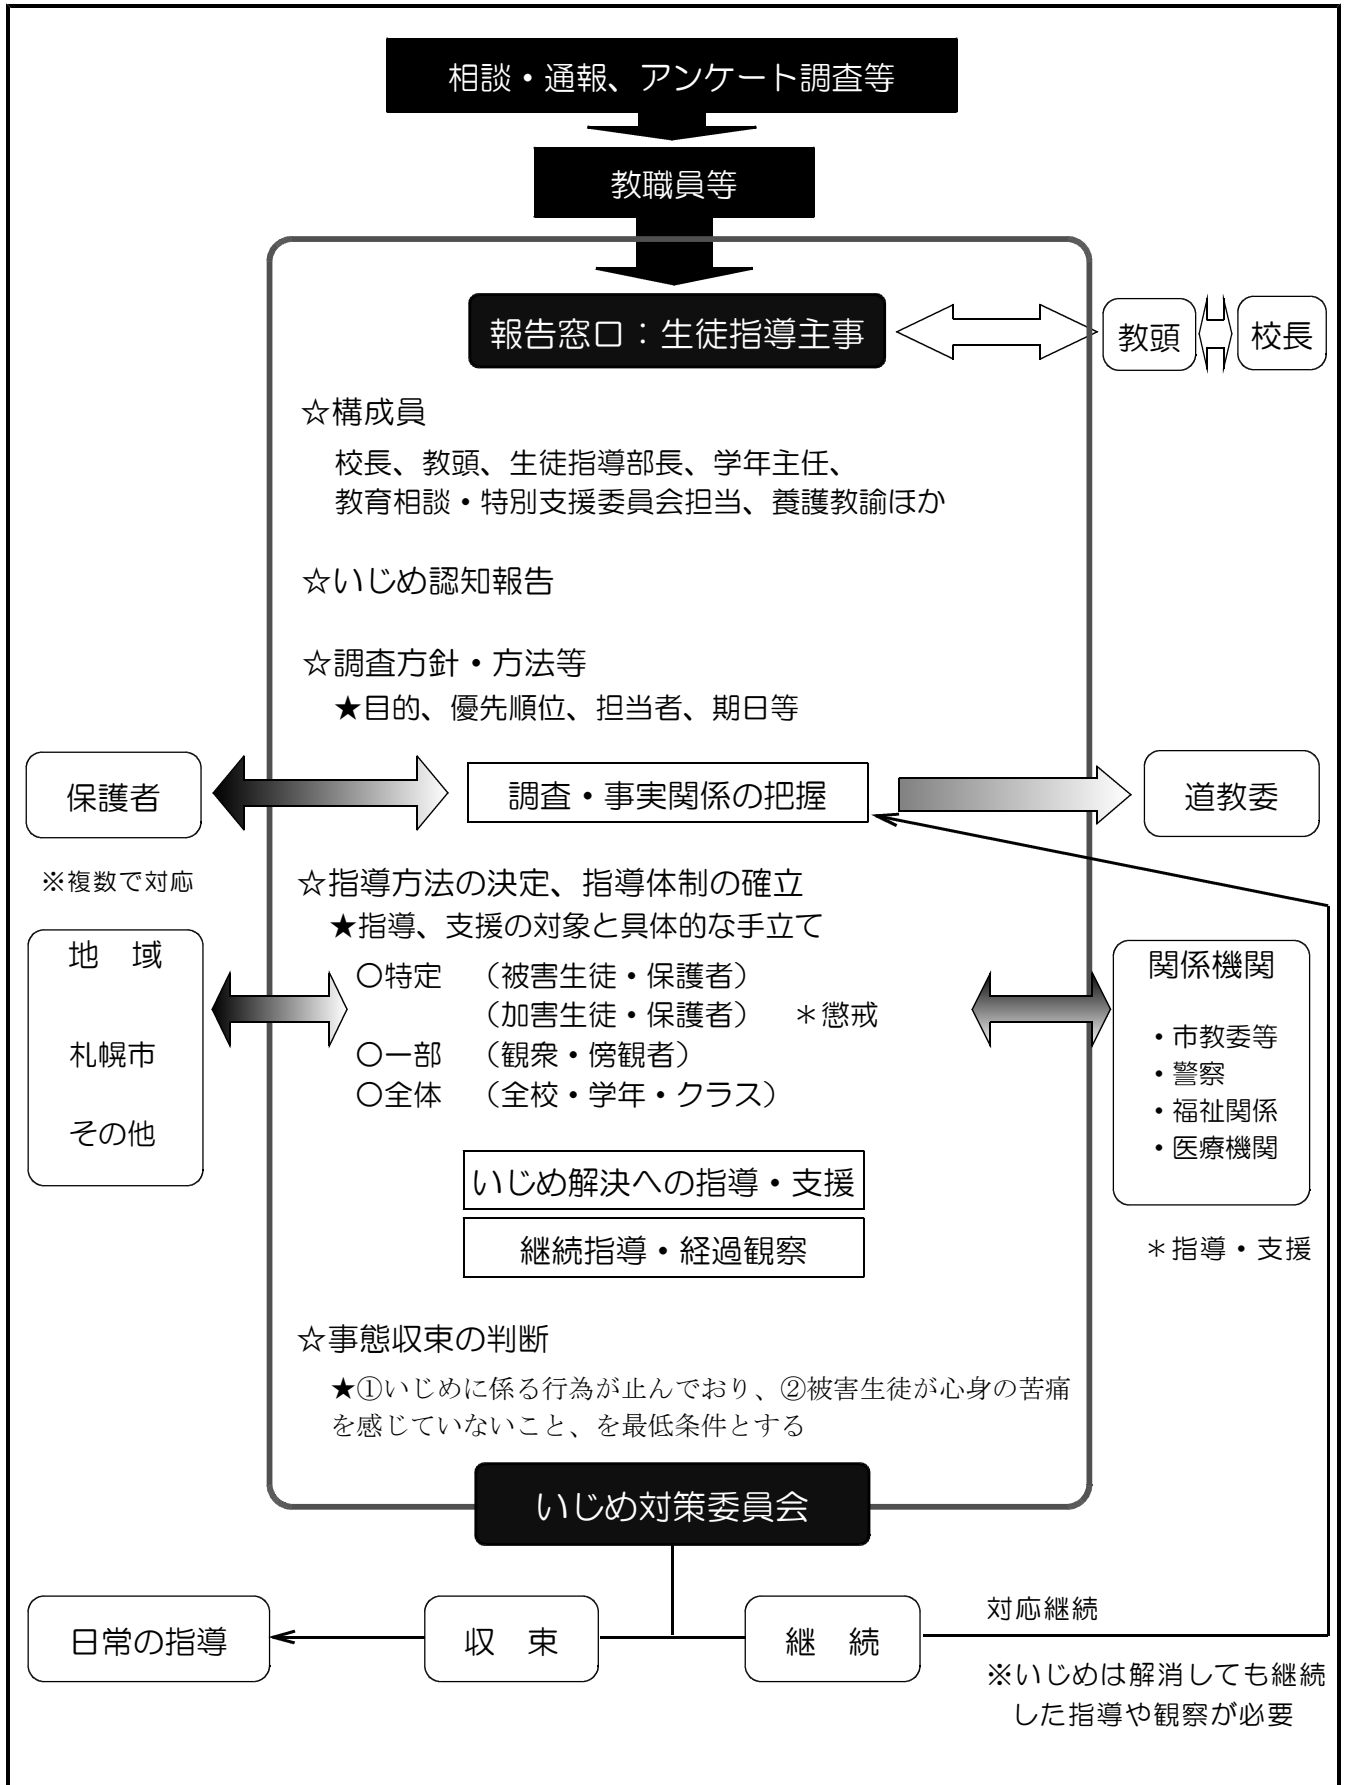 相談・通報、アンケート調査等
教職員等
報告窓口：生徒指導主事
教頭
校長
☆構成員
校長、教頭、生徒指導部長、学年主任、
教育相談・特別支援委員会担当、養護教諭ほか
☆いじめ認知報告
☆調査方針・方法等
★目的、優先順位、担当者、期日等
保護者
調査・事実関係の把握
道教委
※複数で対応
☆指導方法の決定、指導体制の確立
★指導、支援の対象と具体的な手立て
○特定　（被害生徒・保護者）
（加害生徒・保護者）　＊懲戒
○一部　（観衆・傍観者）
○全体　（全校・学年・クラス）
地　域
札幌市
その他
関係機関
・市教委等
・警察
・福祉関係
・医療機関
＊指導・支援
いじめ解決への指導・支援
継続指導・経過観察
☆事態収束の判断
★①いじめに係る行為が止んでおり、②被害生徒が心身の苦痛
を感じていないこと、を最低条件とする
いじめ対策委員会
日常の指導
収　束
継　続
対応継続
※いじめは解消しても継続
した指導や観察が必要